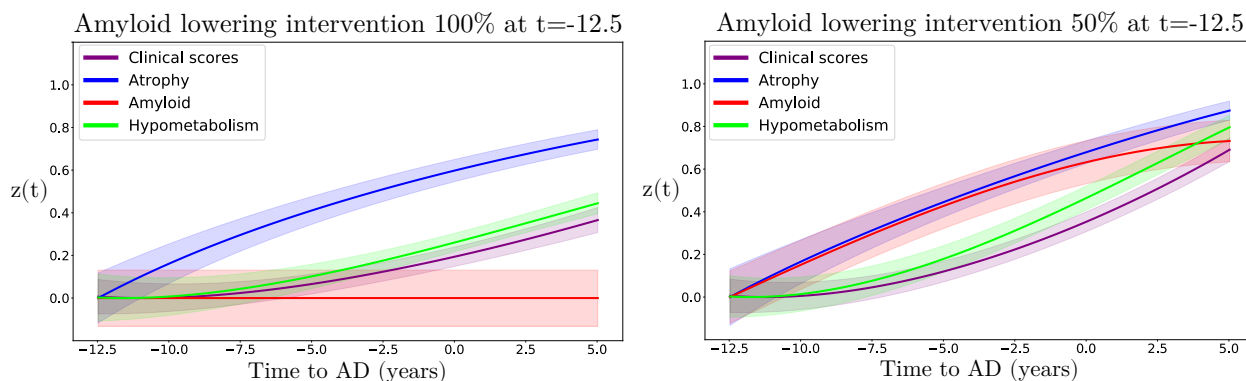 Amyloid lowering intervention 100% at t=-12.5
Clinical scores
Atrophy
Amyloid
Hypometabolism
1.0
0.8
0.6
0.4
0.2
0.0
z(t)
−12.5 −10.0 −7.5 −5.0 −2.5 0.0 2.5 5.0
Time to AD (years)
Amyloid lowering intervention 50% at t=-12.5
Clinical scores
Atrophy
Amyloid
Hypometabolism
1.0
0.8
0.6
0.4
0.2
0.0
z(t)
−12.5 −10.0 −7.5 −5.0 −2.5 0.0 2.5 5.0
Time to AD (years)